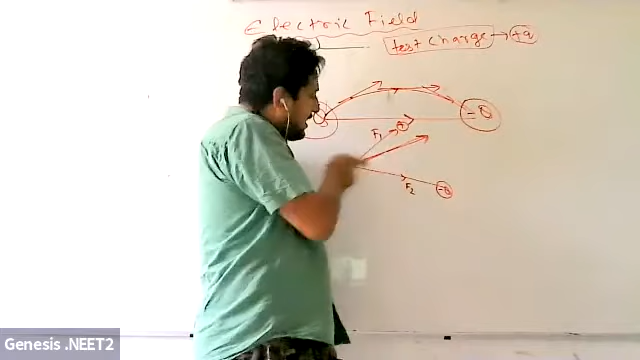 Electric Field
test charge → +q
- Q
F₁
F₂
-Q
Genesis .NEET2